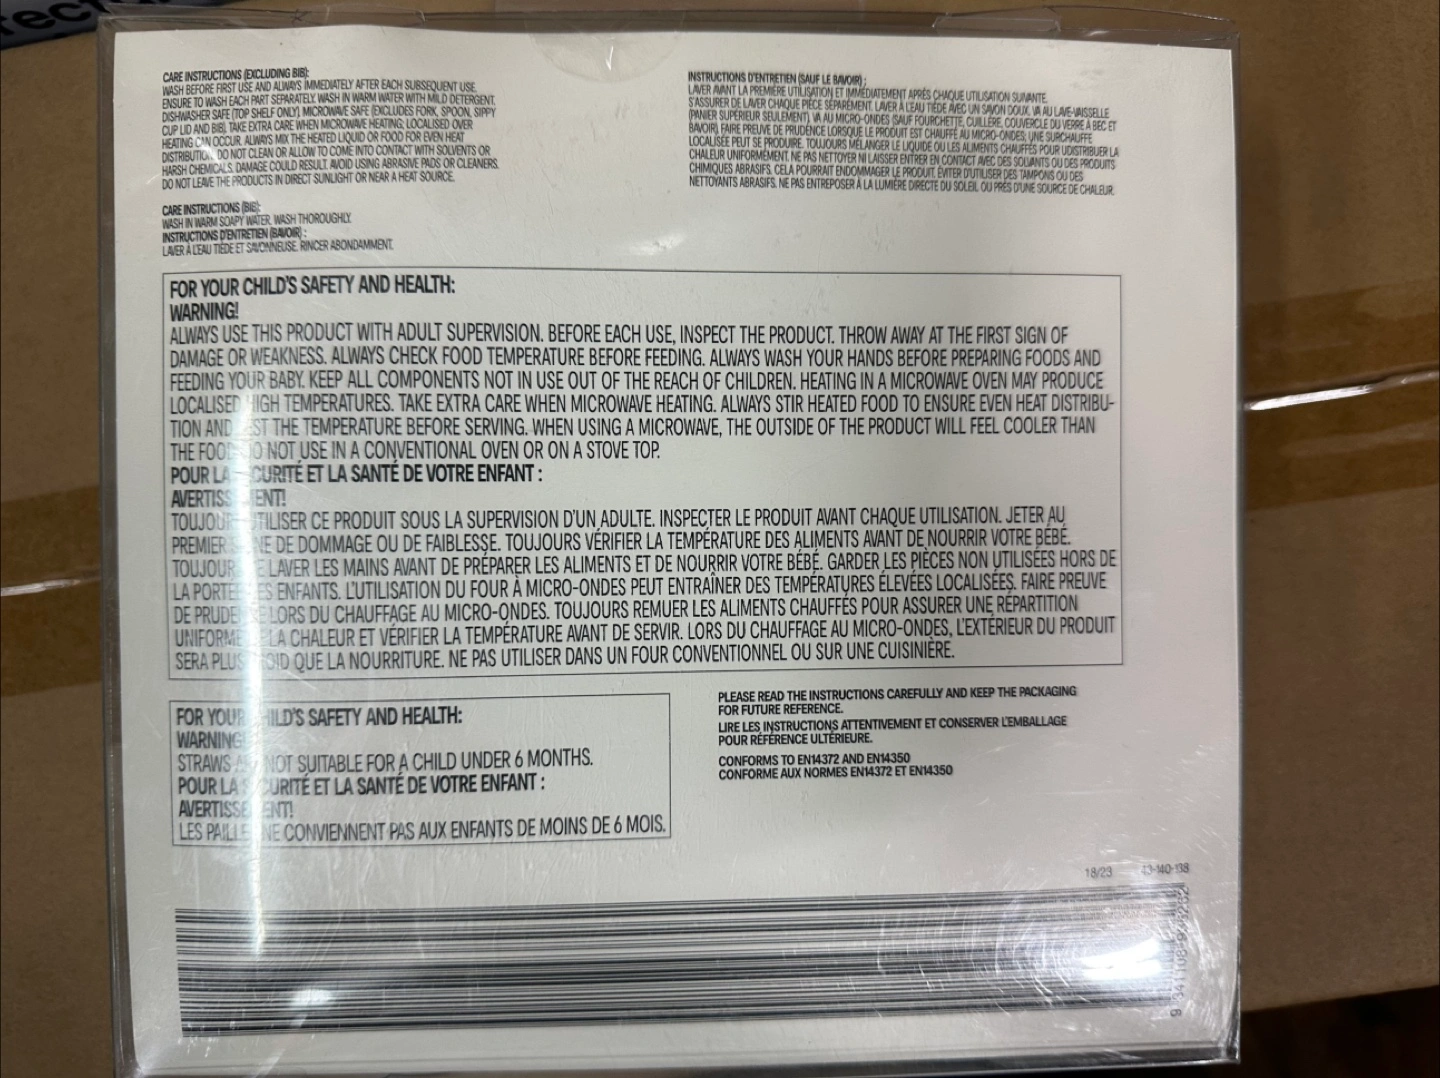 CARE INSTRUCTIONS (EXCLUDING BIB):
WASH BEFORE FIRST USE AND ALWAYS IMMEDIATELY AFTER EACH SUBSEQUENT USE.
ENSURE TO WASH EACH PART SEPARATELY. WASH IN WARM WATER WITH MILD DETERGENT.
DISHWASHER SAFE (TOP SHELF ONLY). MICROWAVE SAFE (EXCLUDES FORK, SPOON, SIPPY
CUP LID AND BIB). TAKE EXTRA CARE WHEN MICROWAVE HEATING; LOCALISED OVER
HEATING CAN OCCUR. ALWAYS MIX THE HEATED LIQUID OR FOOD FOR EVEN HEAT
DISTRIBUTION. DO NOT CLEAN OR ALLOW TO COME INTO CONTACT WITH SOLVENTS OR
HARSH CHEMICALS. DAMAGE COULD RESULT. AVOID USING ABRASIVE PADS OR CLEANERS.
DO NOT LEAVE THE PRODUCTS IN DIRECT SUNLIGHT OR NEAR A HEAT SOURCE.
CARE INSTRUCTIONS (BIB):
WASH IN WARM SOAPY WATER. WASH THOROUGHLY.
INSTRUCTIONS D'ENTRETIEN (BAVOIR) :
LAVER À L'EAU TIÈDE ET SAVONNEUSE. RINCER ABONDAMMENT.
INSTRUCTIONS D'ENTRETIEN (SAUF LE BAVOIR) :
LAVER AVANT LA PREMIÈRE UTILISATION ET IMMÉDIATEMENT APRÈS CHAQUE UTILISATION SUIVANTE.
S'ASSURER DE LAVER CHAQUE PIÈCE SÉPARÉMENT. LAVER À L'EAU TIÈDE AVEC UN SAVON DOUX. VA AU LAVE-VAISSELLE
(PANIER SUPÉRIEUR SEULEMENT). VA AU MICRO-ONDES (SAUF FOURCHETTE, CUILLÈRE, COUVERCLE DU VERRE À BEC ET
BAVOIR). FAIRE PREUVE DE PRUDENCE LORSQUE LE PRODUIT EST CHAUFFÉ AU MICRO-ONDES; UNE SURCHAUFFE
LOCALISÉE PEUT SE PRODUIRE. TOUJOURS MÉLANGER LE LIQUIDE OU LES ALIMENTS CHAUFFÉS POUR DISTRIBUER LA
CHALEUR UNIFORMÉMENT. NE PAS NETTOYER NI LAISSER ENTRER EN CONTACT AVEC DES SOLVANTS OU DES PRODUITS
CHIMIQUES ABRASIFS. CELA POURRAIT ENDOMMAGER LE PRODUIT. ÉVITER D'UTILISER DES TAMPONS OU DES
NETTOYANTS ABRASIFS. NE PAS ENTREPOSER À LA LUMIÈRE DIRECTE DU SOLEIL OU PRÈS D'UNE SOURCE DE CHALEUR.
FOR YOUR CHILD'S SAFETY AND HEALTH:
WARNING!
ALWAYS USE THIS PRODUCT WITH ADULT SUPERVISION. BEFORE EACH USE, INSPECT THE PRODUCT. THROW AWAY AT THE FIRST SIGN OF
DAMAGE OR WEAKNESS. ALWAYS CHECK FOOD TEMPERATURE BEFORE FEEDING. ALWAYS WASH YOUR HANDS BEFORE PREPARING FOODS AND
FEEDING YOUR BABY. KEEP ALL COMPONENTS NOT IN USE OUT OF THE REACH OF CHILDREN. HEATING IN A MICROWAVE OVEN MAY PRODUCE
LOCALISED HIGH TEMPERATURES. TAKE EXTRA CARE WHEN MICROWAVE HEATING. ALWAYS STIR HEATED FOOD TO ENSURE EVEN HEAT DISTRIBU-
TION AND TEST THE TEMPERATURE BEFORE SERVING. WHEN USING A MICROWAVE, THE OUTSIDE OF THE PRODUCT WILL FEEL COOLER THAN
THE FOOD. DO NOT USE IN A CONVENTIONAL OVEN OR ON A STOVE TOP.
POUR LA SÉCURITÉ ET LA SANTÉ DE VOTRE ENFANT :
AVERTISSEMENT!
TOUJOURS UTILISER CE PRODUIT SOUS LA SUPERVISION D'UN ADULTE. INSPECTER LE PRODUIT AVANT CHAQUE UTILISATION. JETER AU
PREMIER SIGNE DE DOMMAGE OU DE FAIBLESSE. TOUJOURS VÉRIFIER LA TEMPÉRATURE DES ALIMENTS AVANT DE NOURRIR VOTRE BÉBÉ.
TOUJOURS SE LAVER LES MAINS AVANT DE PRÉPARER LES ALIMENTS ET DE NOURRIR VOTRE BÉBÉ. GARDER LES PIÈCES NON UTILISÉES HORS DE
LA PORTÉE DES ENFANTS. L'UTILISATION DU FOUR À MICRO-ONDES PEUT ENTRAÎNER DES TEMPÉRATURES ÉLEVÉES LOCALISÉES. FAIRE PREUVE
DE PRUDENCE LORS DU CHAUFFAGE AU MICRO-ONDES. TOUJOURS REMUER LES ALIMENTS CHAUFFÉS POUR ASSURER UNE RÉPARTITION
UNIFORME DE LA CHALEUR ET VÉRIFIER LA TEMPÉRATURE AVANT DE SERVIR. LORS DU CHAUFFAGE AU MICRO-ONDES, L'EXTÉRIEUR DU PRODUIT
SERA PLUS FROID QUE LA NOURRITURE. NE PAS UTILISER DANS UN FOUR CONVENTIONNEL OU SUR UNE CUISINIÈRE.
FOR YOUR CHILD'S SAFETY AND HEALTH:
WARNING!
STRAWS ARE NOT SUITABLE FOR A CHILD UNDER 6 MONTHS.
POUR LA SÉCURITÉ ET LA SANTÉ DE VOTRE ENFANT :
AVERTISSEMENT!
LES PAILLES NE CONVIENNENT PAS AUX ENFANTS DE MOINS DE 6 MOIS.
PLEASE READ THE INSTRUCTIONS CAREFULLY AND KEEP THE PACKAGING
FOR FUTURE REFERENCE.
LIRE LES INSTRUCTIONS ATTENTIVEMENT ET CONSERVER L'EMBALLAGE
POUR RÉFÉRENCE ULTÉRIEURE.
CONFORMS TO EN14372 AND EN14350
CONFORME AUX NORMES EN14372 ET EN14350
18/23 43-140-138